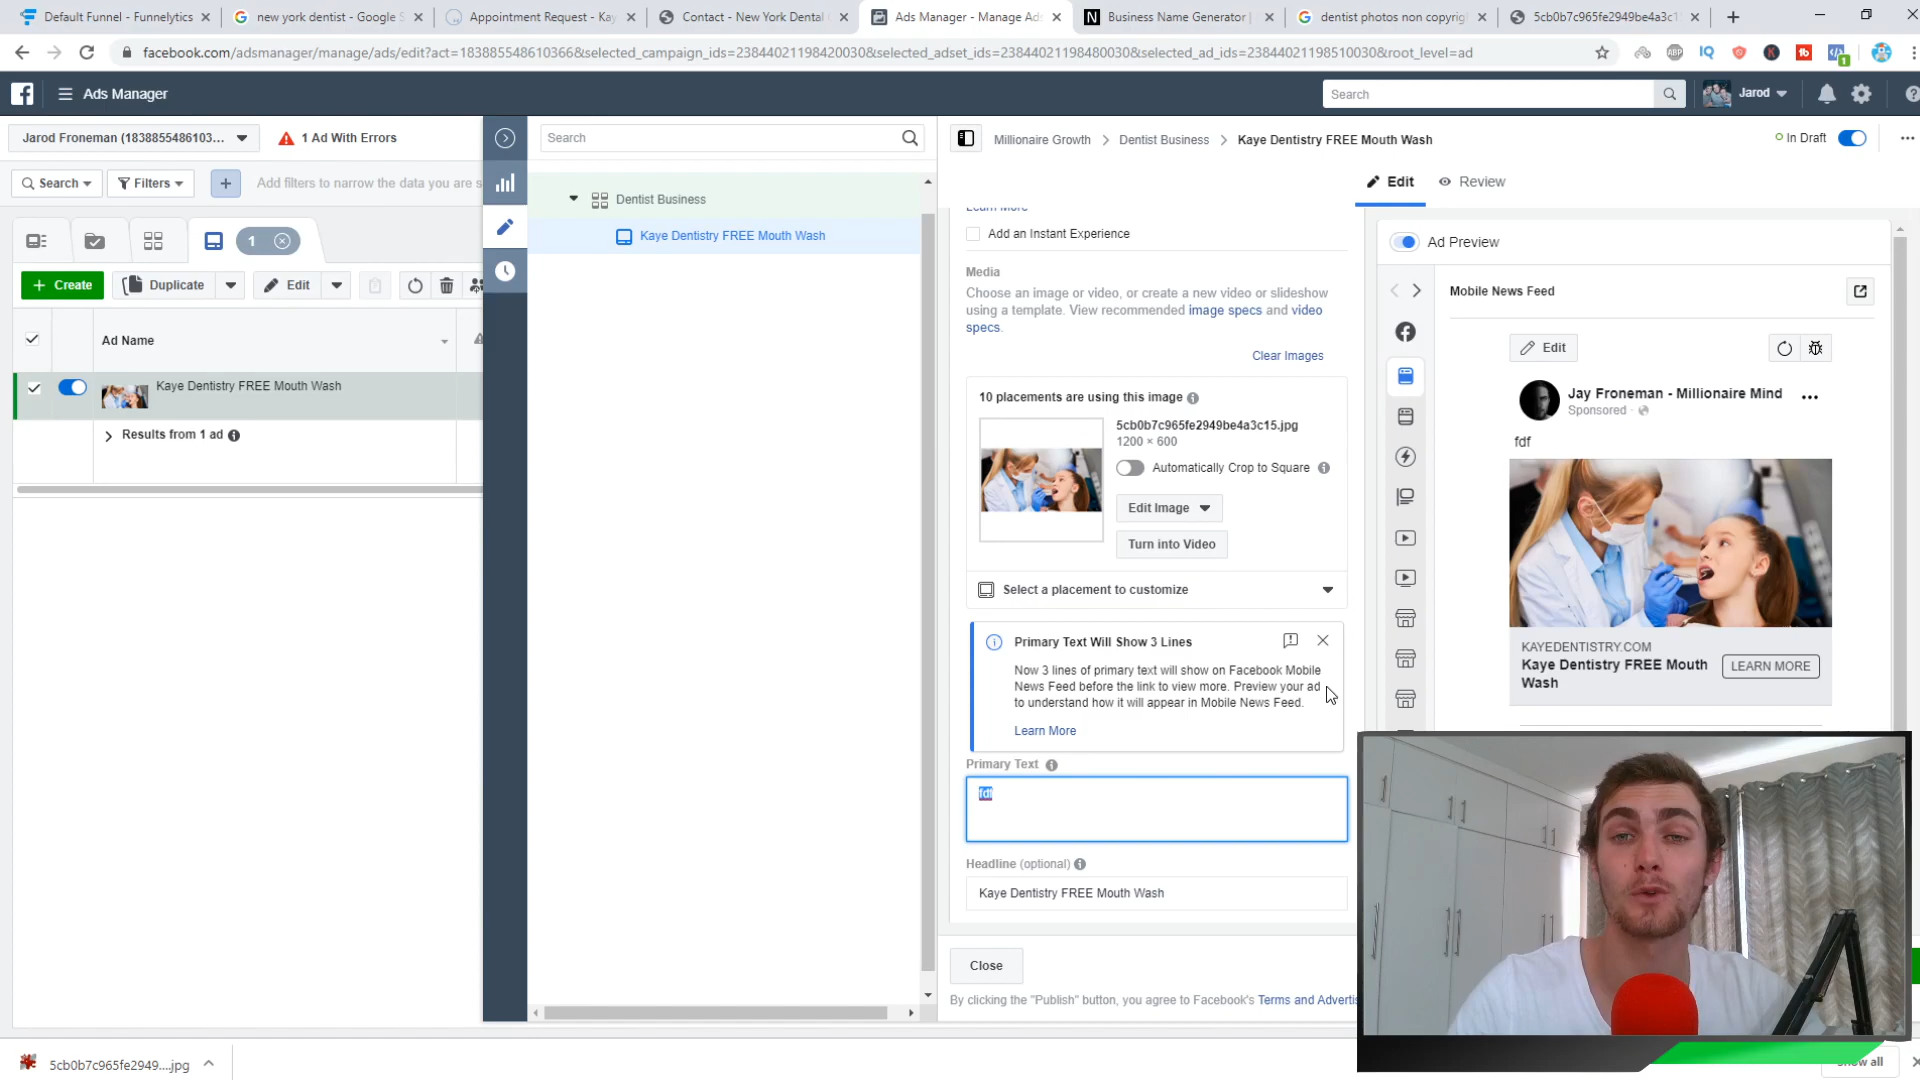 Default Funnel - Funnelytics
new york dentist - Google S
Appointment Request - Kay
Contact - New York Dental
Ads Manager - Manage Ads
Business Name Generator |
dentist photos non copyrigh
5cb0b7c965fe2949be4a3c1
facebook.com/adsmanager/manage/ads/edit?act=183885548610366&selected_campaign_ids=23844021198420030&selected_adset_ids=23844021198480030&selected_ad_ids=23844021198510030&root_level=ad
Ads Manager
Search
Jarod
Jarod Froneman (1838855486103...
1 Ad With Errors
Search
Millionaire Growth > Dentist Business > Kaye Dentistry FREE Mouth Wash
In Draft
Search
Filters
Add filters to narrow the data you are s
Edit
Review
Dentist Business
Kaye Dentistry FREE Mouth Wash
1
Create
Duplicate
Edit
Ad Name
Kaye Dentistry FREE Mouth Wash
Results from 1 ad
Learn More
Add an Instant Experience
Media
Choose an image or video, or create a new video or slideshow
using a template. View recommended image specs and video
specs.
Clear Images
10 placements are using this image
5cb0b7c965fe2949be4a3c15.jpg
1200 × 600
Automatically Crop to Square
Edit Image
Turn into Video
Select a placement to customize
Primary Text Will Show 3 Lines
Now 3 lines of primary text will show on Facebook Mobile
News Feed before the link to view more. Preview your ad
to understand how it will appear in Mobile News Feed.
Learn More
Primary Text
fdf
Headline (optional)
Kaye Dentistry FREE Mouth Wash
Close
By clicking the "Publish" button, you agree to Facebook's Terms and Advertis
Ad Preview
Mobile News Feed
Edit
Jay Froneman - Millionaire Mind
Sponsored
fdf
KAYEDENTISTRY.COM
Kaye Dentistry FREE Mouth
Wash
LEARN MORE
5cb0b7c965fe2949....jpg
Show all